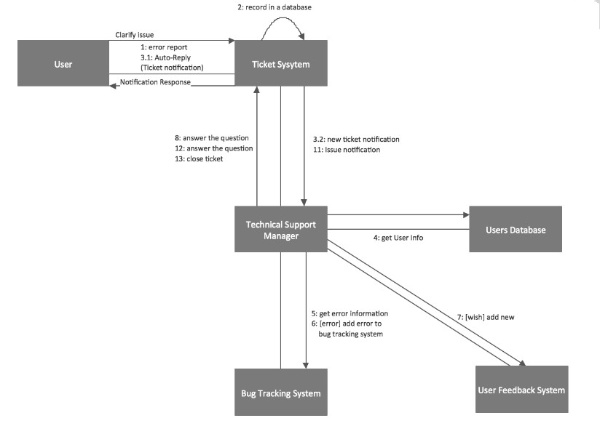 2: record in a database
Clarify Issue
1: error report
3.1: Auto-Reply
(Ticket notification)
Notification Response
User
Ticket Sysytem
8: answer the question
12: answer the question
13: close ticket
3.2: new ticket notification
11: Issue notification
Technical Support
Manager
4: get User Info
Users Database
5: get error information
6: [error] add error to
bug tracking system
7: [wish] add new
Bug Tracking System
User Feedback System